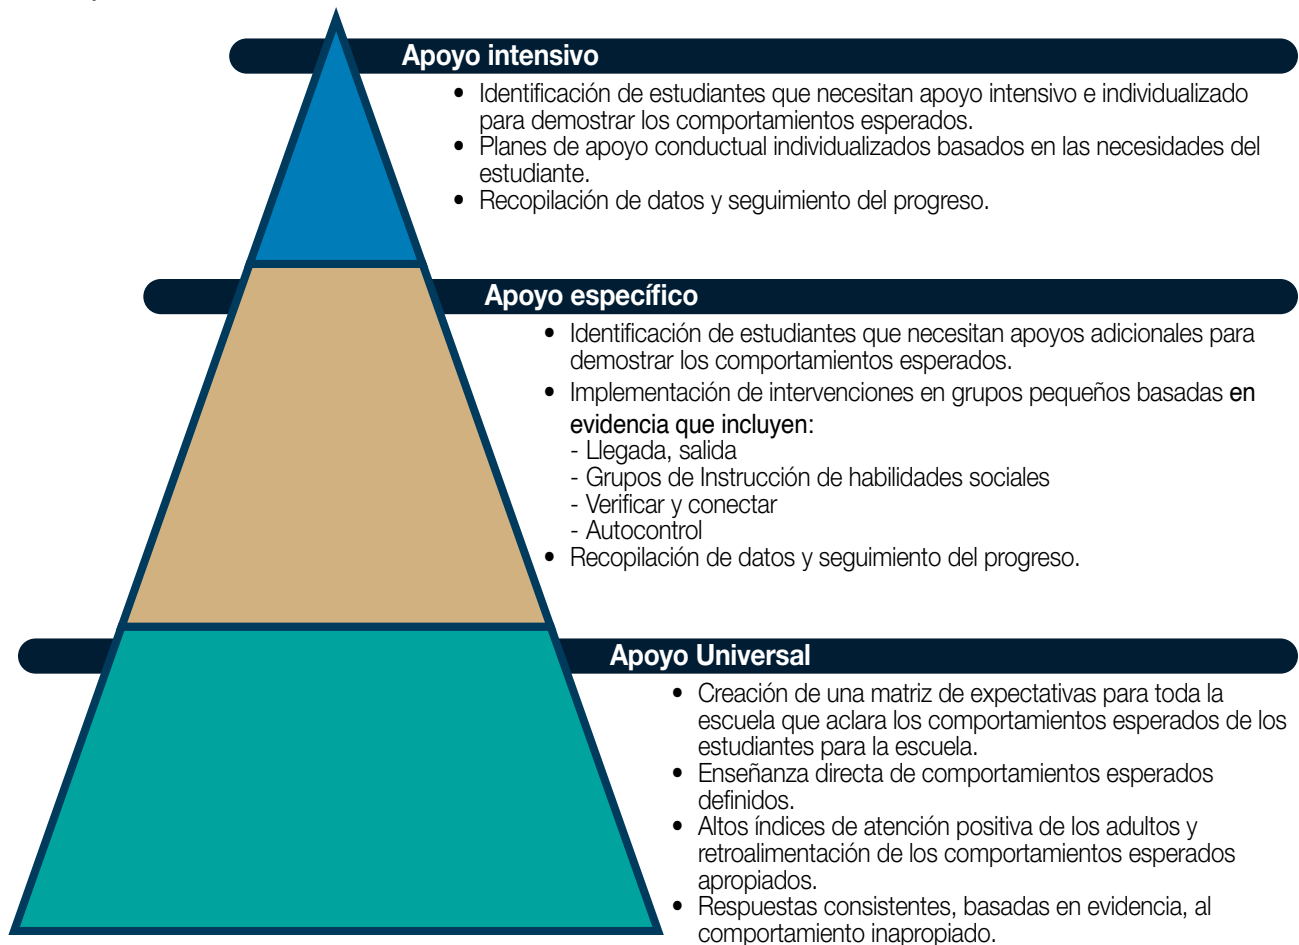 Apoyo intensivo
• Identificación de estudiantes que necesitan apoyo intensivo e individualizado
para demostrar los comportamientos esperados.
• Planes de apoyo conductual individualizados basados en las necesidades del
estudiante.
• Recopilación de datos y seguimiento del progreso.
Apoyo específico
• Identificación de estudiantes que necesitan apoyos adicionales para
demostrar los comportamientos esperados.
• Implementación de intervenciones en grupos pequeños basadas en
evidencia que incluyen:
- Llegada, salida
- Grupos de Instrucción de habilidades sociales
- Verificar y conectar
- Autocontrol
• Recopilación de datos y seguimiento del progreso.
Apoyo Universal
• Creación de una matriz de expectativas para toda la
escuela que aclara los comportamientos esperados de los
estudiantes para la escuela.
• Enseñanza directa de comportamientos esperados
definidos.
• Altos índices de atención positiva de los adultos y
retroalimentación de los comportamientos esperados
apropiados.
• Respuestas consistentes, basadas en evidencia, al
comportamiento inapropiado.